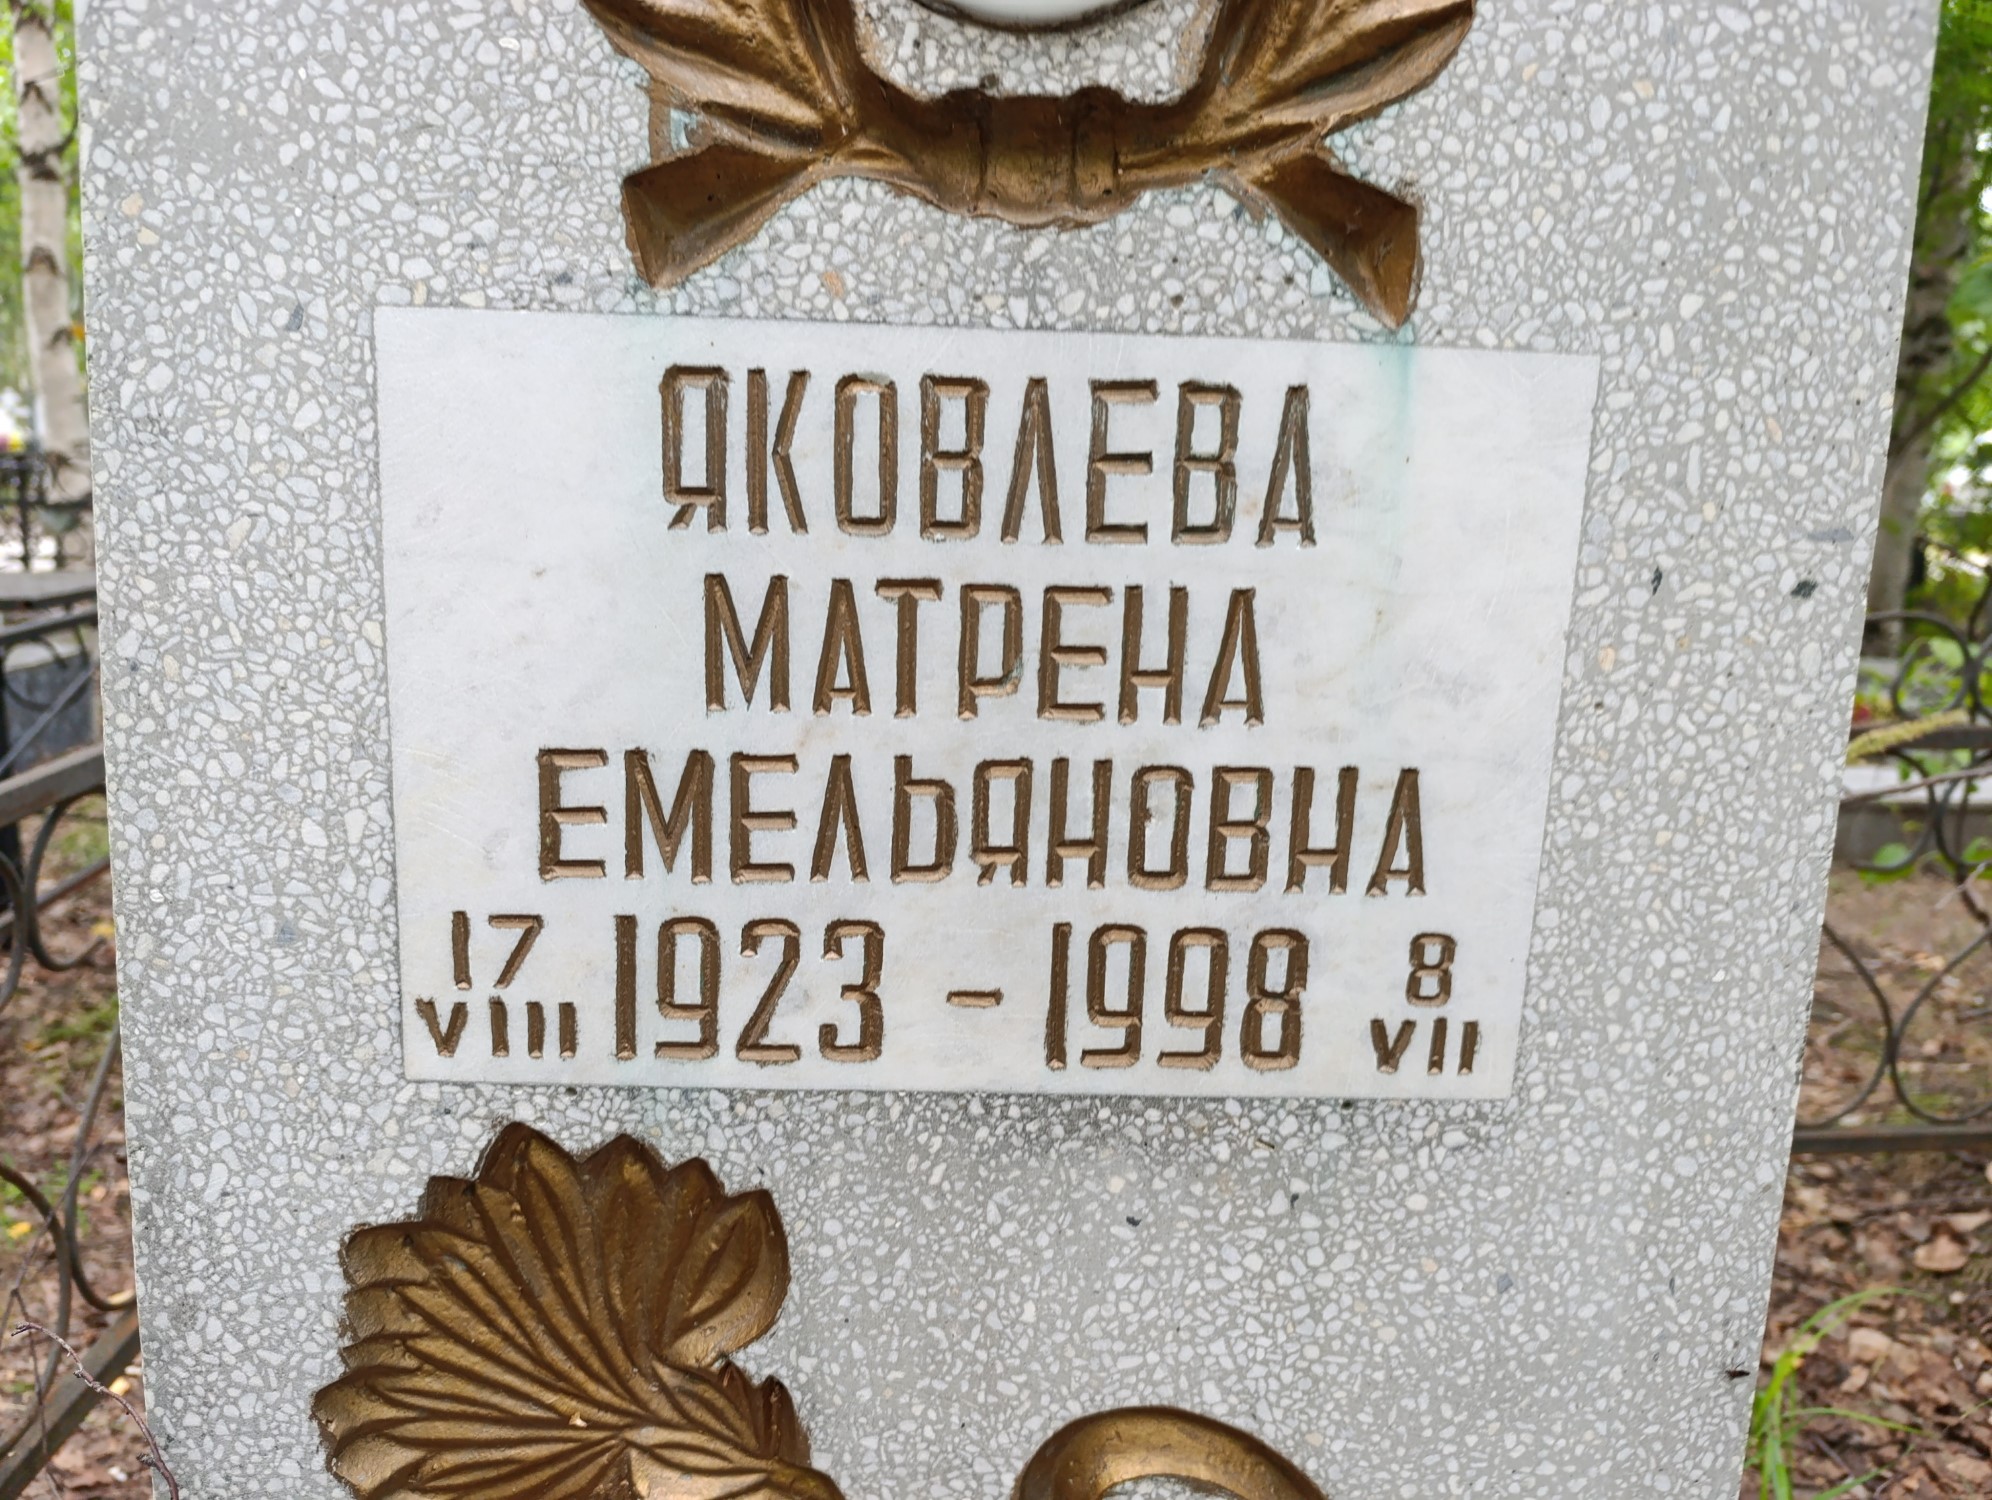 ЯКОВЛЕВА
МАТРЕНА
ЕМЕЛЬЯНОВНА
17 VIII 1923 - 1998 8 VII